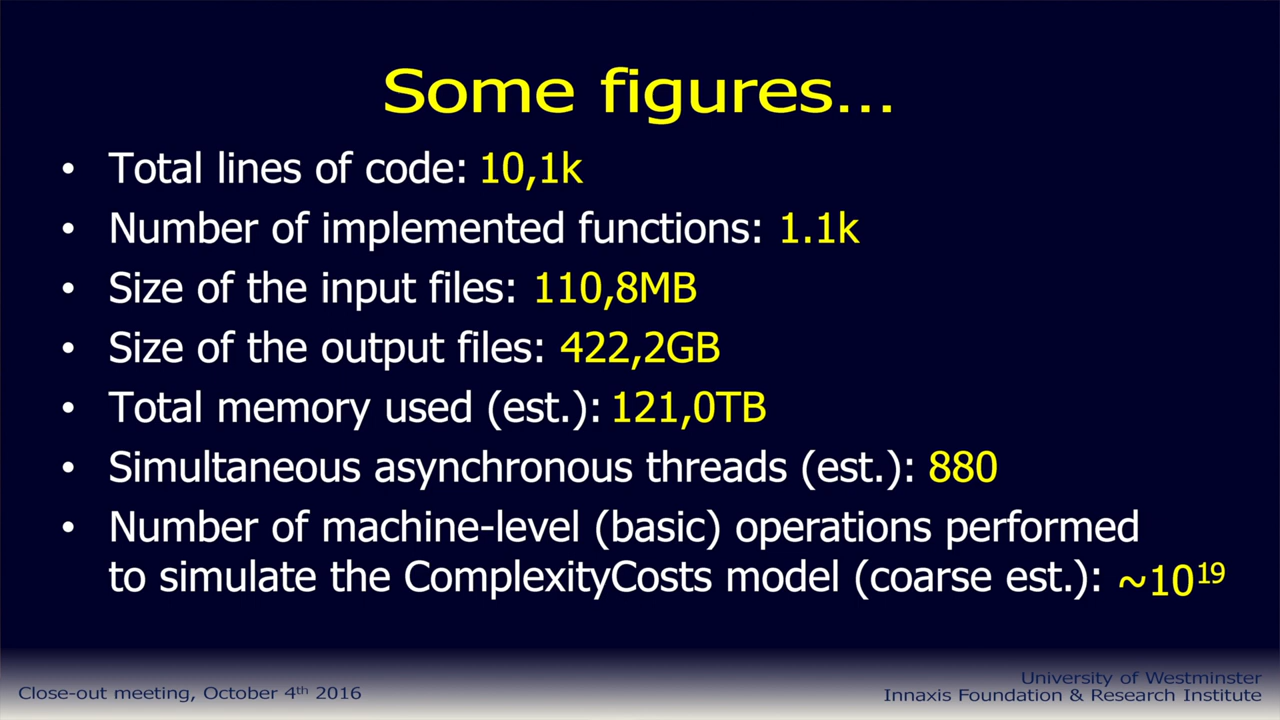 Some figures...
• Total lines of code: 10,1k
• Number of implemented functions: 1.1k
• Size of the input files: 110,8MB
• Size of the output files: 422,2GB
• Total memory used (est.): 121,0TB
• Simultaneous asynchronous threads (est.): 880
• Number of machine-level (basic) operations performed
to simulate the ComplexityCosts model (coarse est.): ~10¹⁹
Close-out meeting, October 4ᵗʰ 2016
University of Westminster
Innaxis Foundation & Research Institute